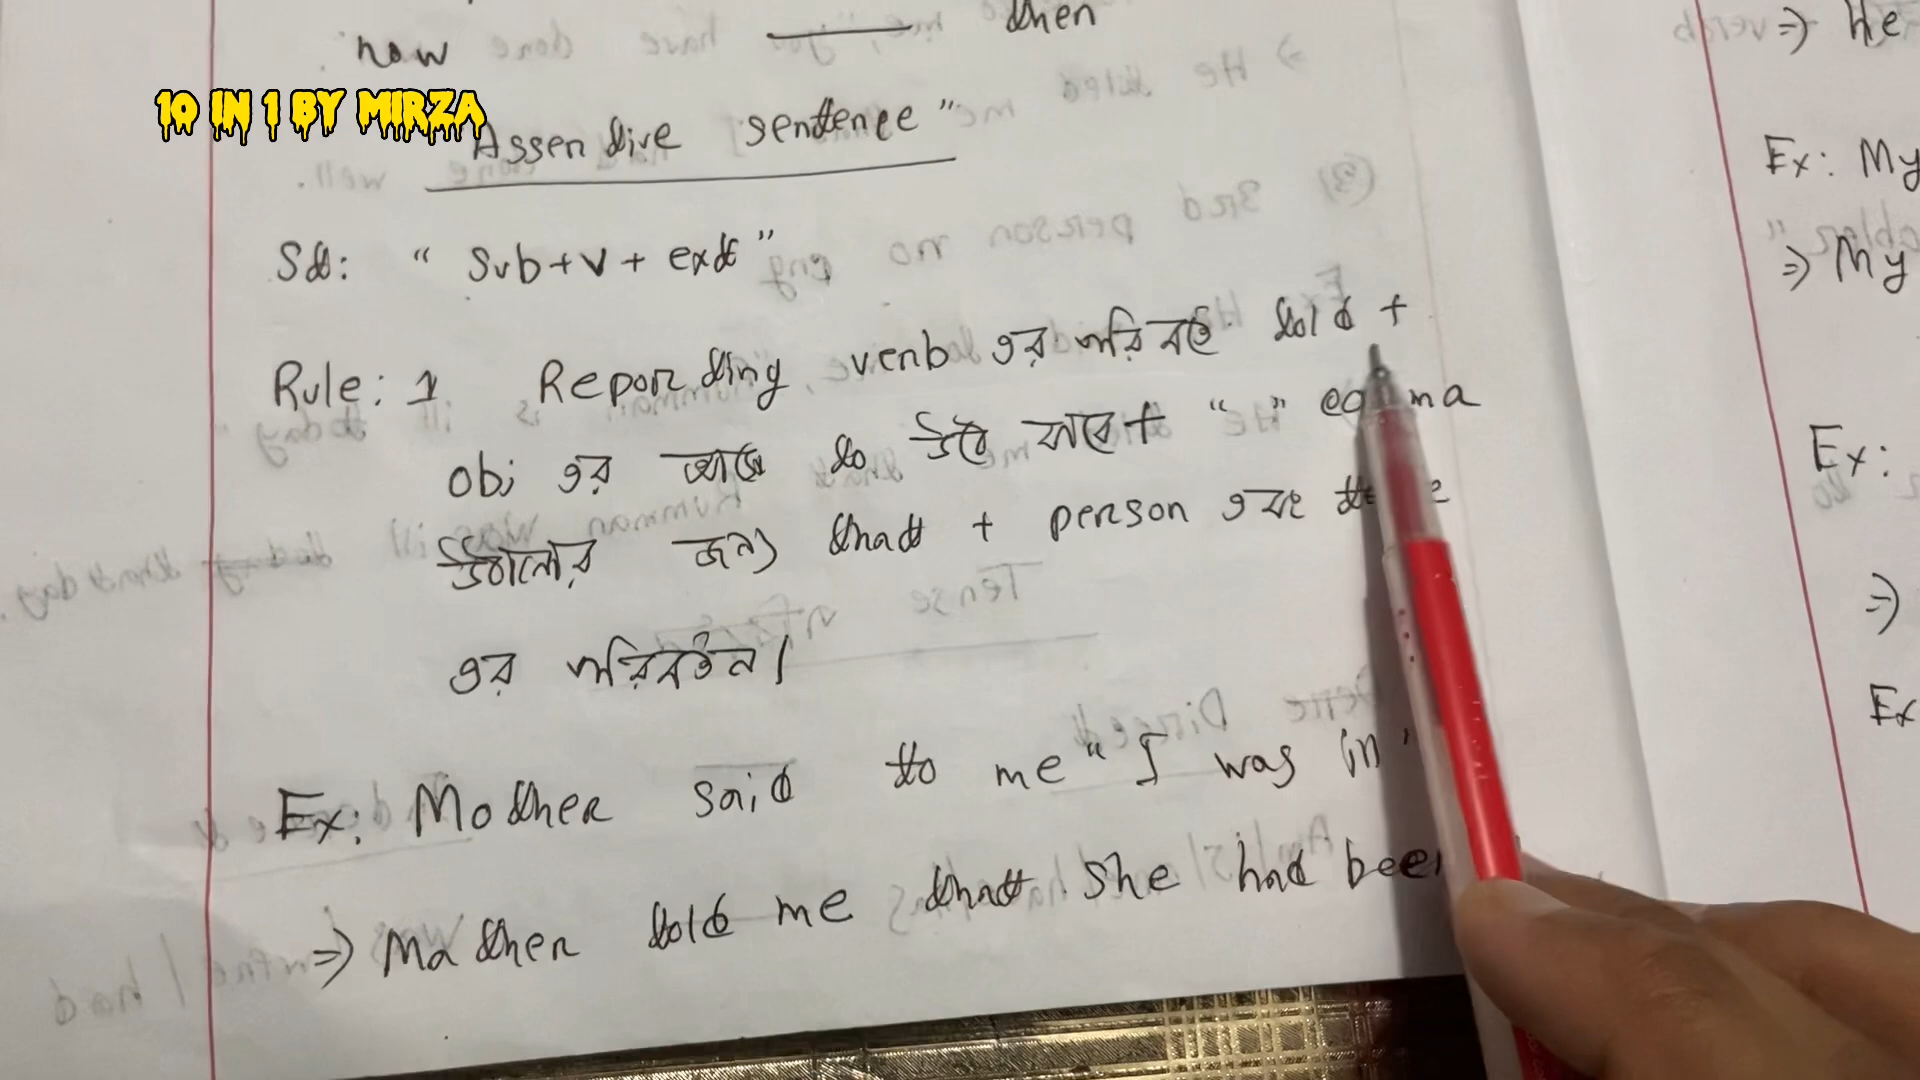 now ——— then
10 IN 1 BY MIRZA
Assertive sentence"
St: "Sub+v+ext"
Rule: 1 Reporting verb এর পরিবর্তে told +
obj এর আগে to উঠে যাবে + " " comma
উঠানোর জন্য that + person এবং
এর পরিবর্তন।
Ex: Mother said to me "I was in
=> Mather told me that she had been
=> He
Ex: My
=> My
Ex:
=>
Ex